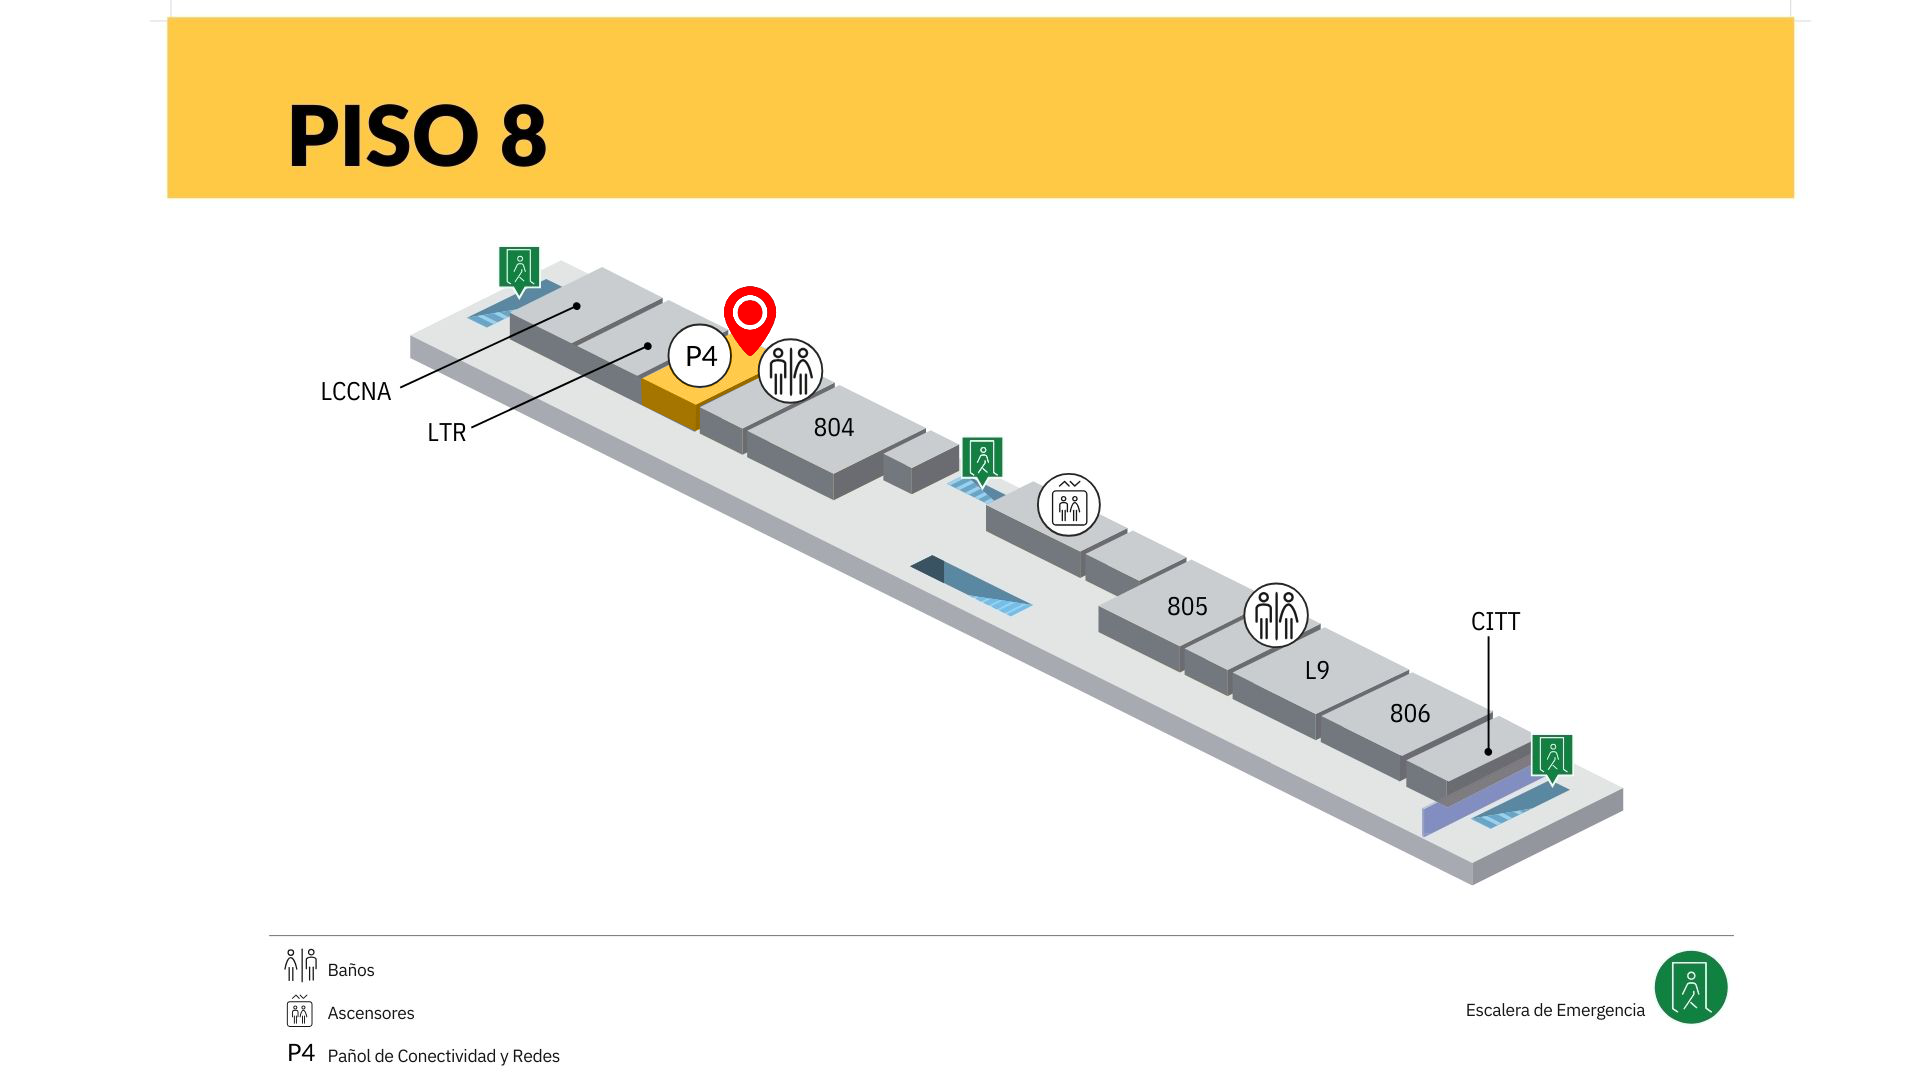 PISO 8
P4
LCCNA
LTR
804
805
CITT
L9
806
Baños
Ascensores
P4 Pañol de Conectividad y Redes
Escalera de Emergencia